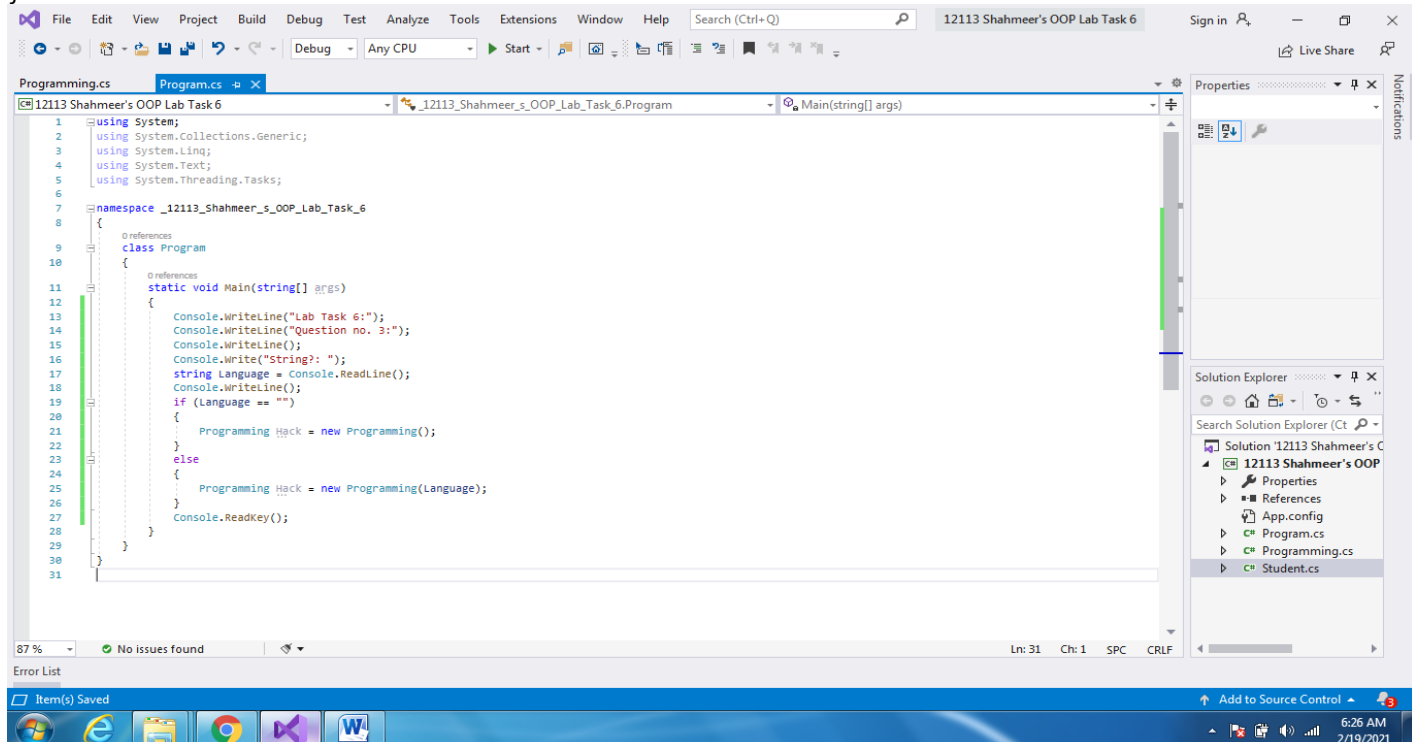 File Edit View Project Build Debug Test Analyze Tools Extensions Window Help Search (Ctrl+Q) 12113 Shahmeer's OOP Lab Task 6 Sign in
Debug Any CPU Start Live Share
Programming.cs Program.cs Properties
Notifications
12113 Shahmeer's OOP Lab Task 6 _12113_Shahmeer_s_OOP_Lab_Task_6.Program Main(string[] args)
1 using System;
2 using System.Collections.Generic;
3 using System.Linq;
4 using System.Text;
5 using System.Threading.Tasks;
6
7 namespace _12113_Shahmeer_s_OOP_Lab_Task_6
8 {
0 references
9 class Program
10 {
0 references
11 static void Main(string[] args)
12 {
13 Console.WriteLine("Lab Task 6:");
14 Console.WriteLine("Question no. 3:");
15 Console.WriteLine();
16 Console.Write("String?: ");
17 string Language = Console.ReadLine();
18 Console.WriteLine();
19 if (Language == "")
20 {
21 Programming Hack = new Programming();
22 }
23 else
24 {
25 Programming Hack = new Programming(Language);
26 }
27 Console.ReadKey();
28 }
29 }
30 }
31
Solution Explorer
Search Solution Explorer (Ct
Solution '12113 Shahmeer's O
C# 12113 Shahmeer's OOP
Properties
References
App.config
C# Program.cs
C# Programming.cs
C# Student.cs
87 % No issues found Ln: 31 Ch: 1 SPC CRLF
Error List
Item(s) Saved Add to Source Control 3
6:26 AM
2/19/2021